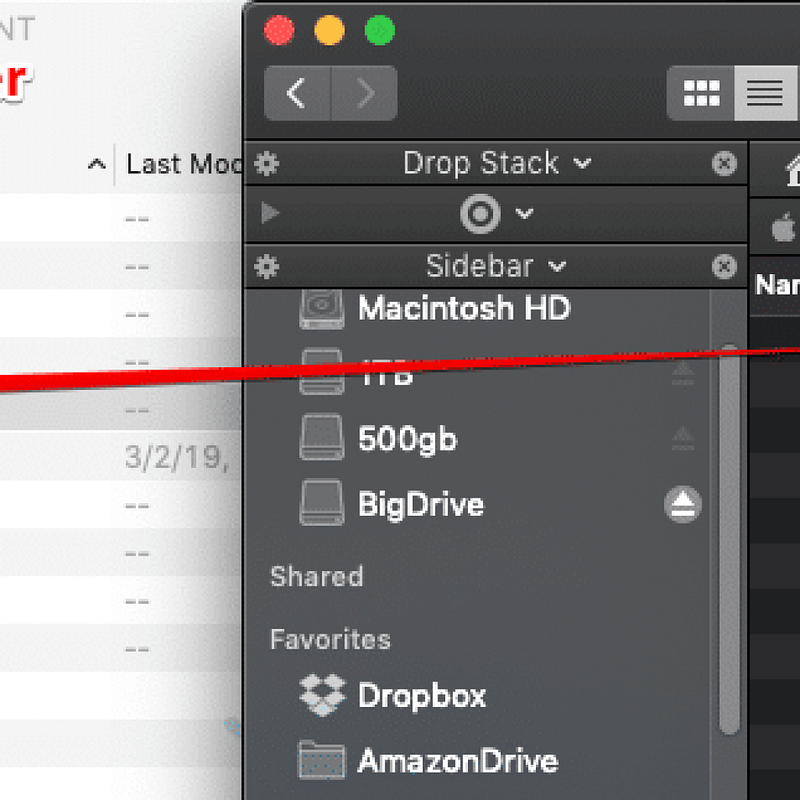 NT
r
Last Moc
--
--
--
--
--
3/2/19,
--
--
--
--
Drop Stack
Sidebar
Macintosh HD
1TB
500gb
BigDrive
Shared
Favorites
Dropbox
AmazonDrive
Nar